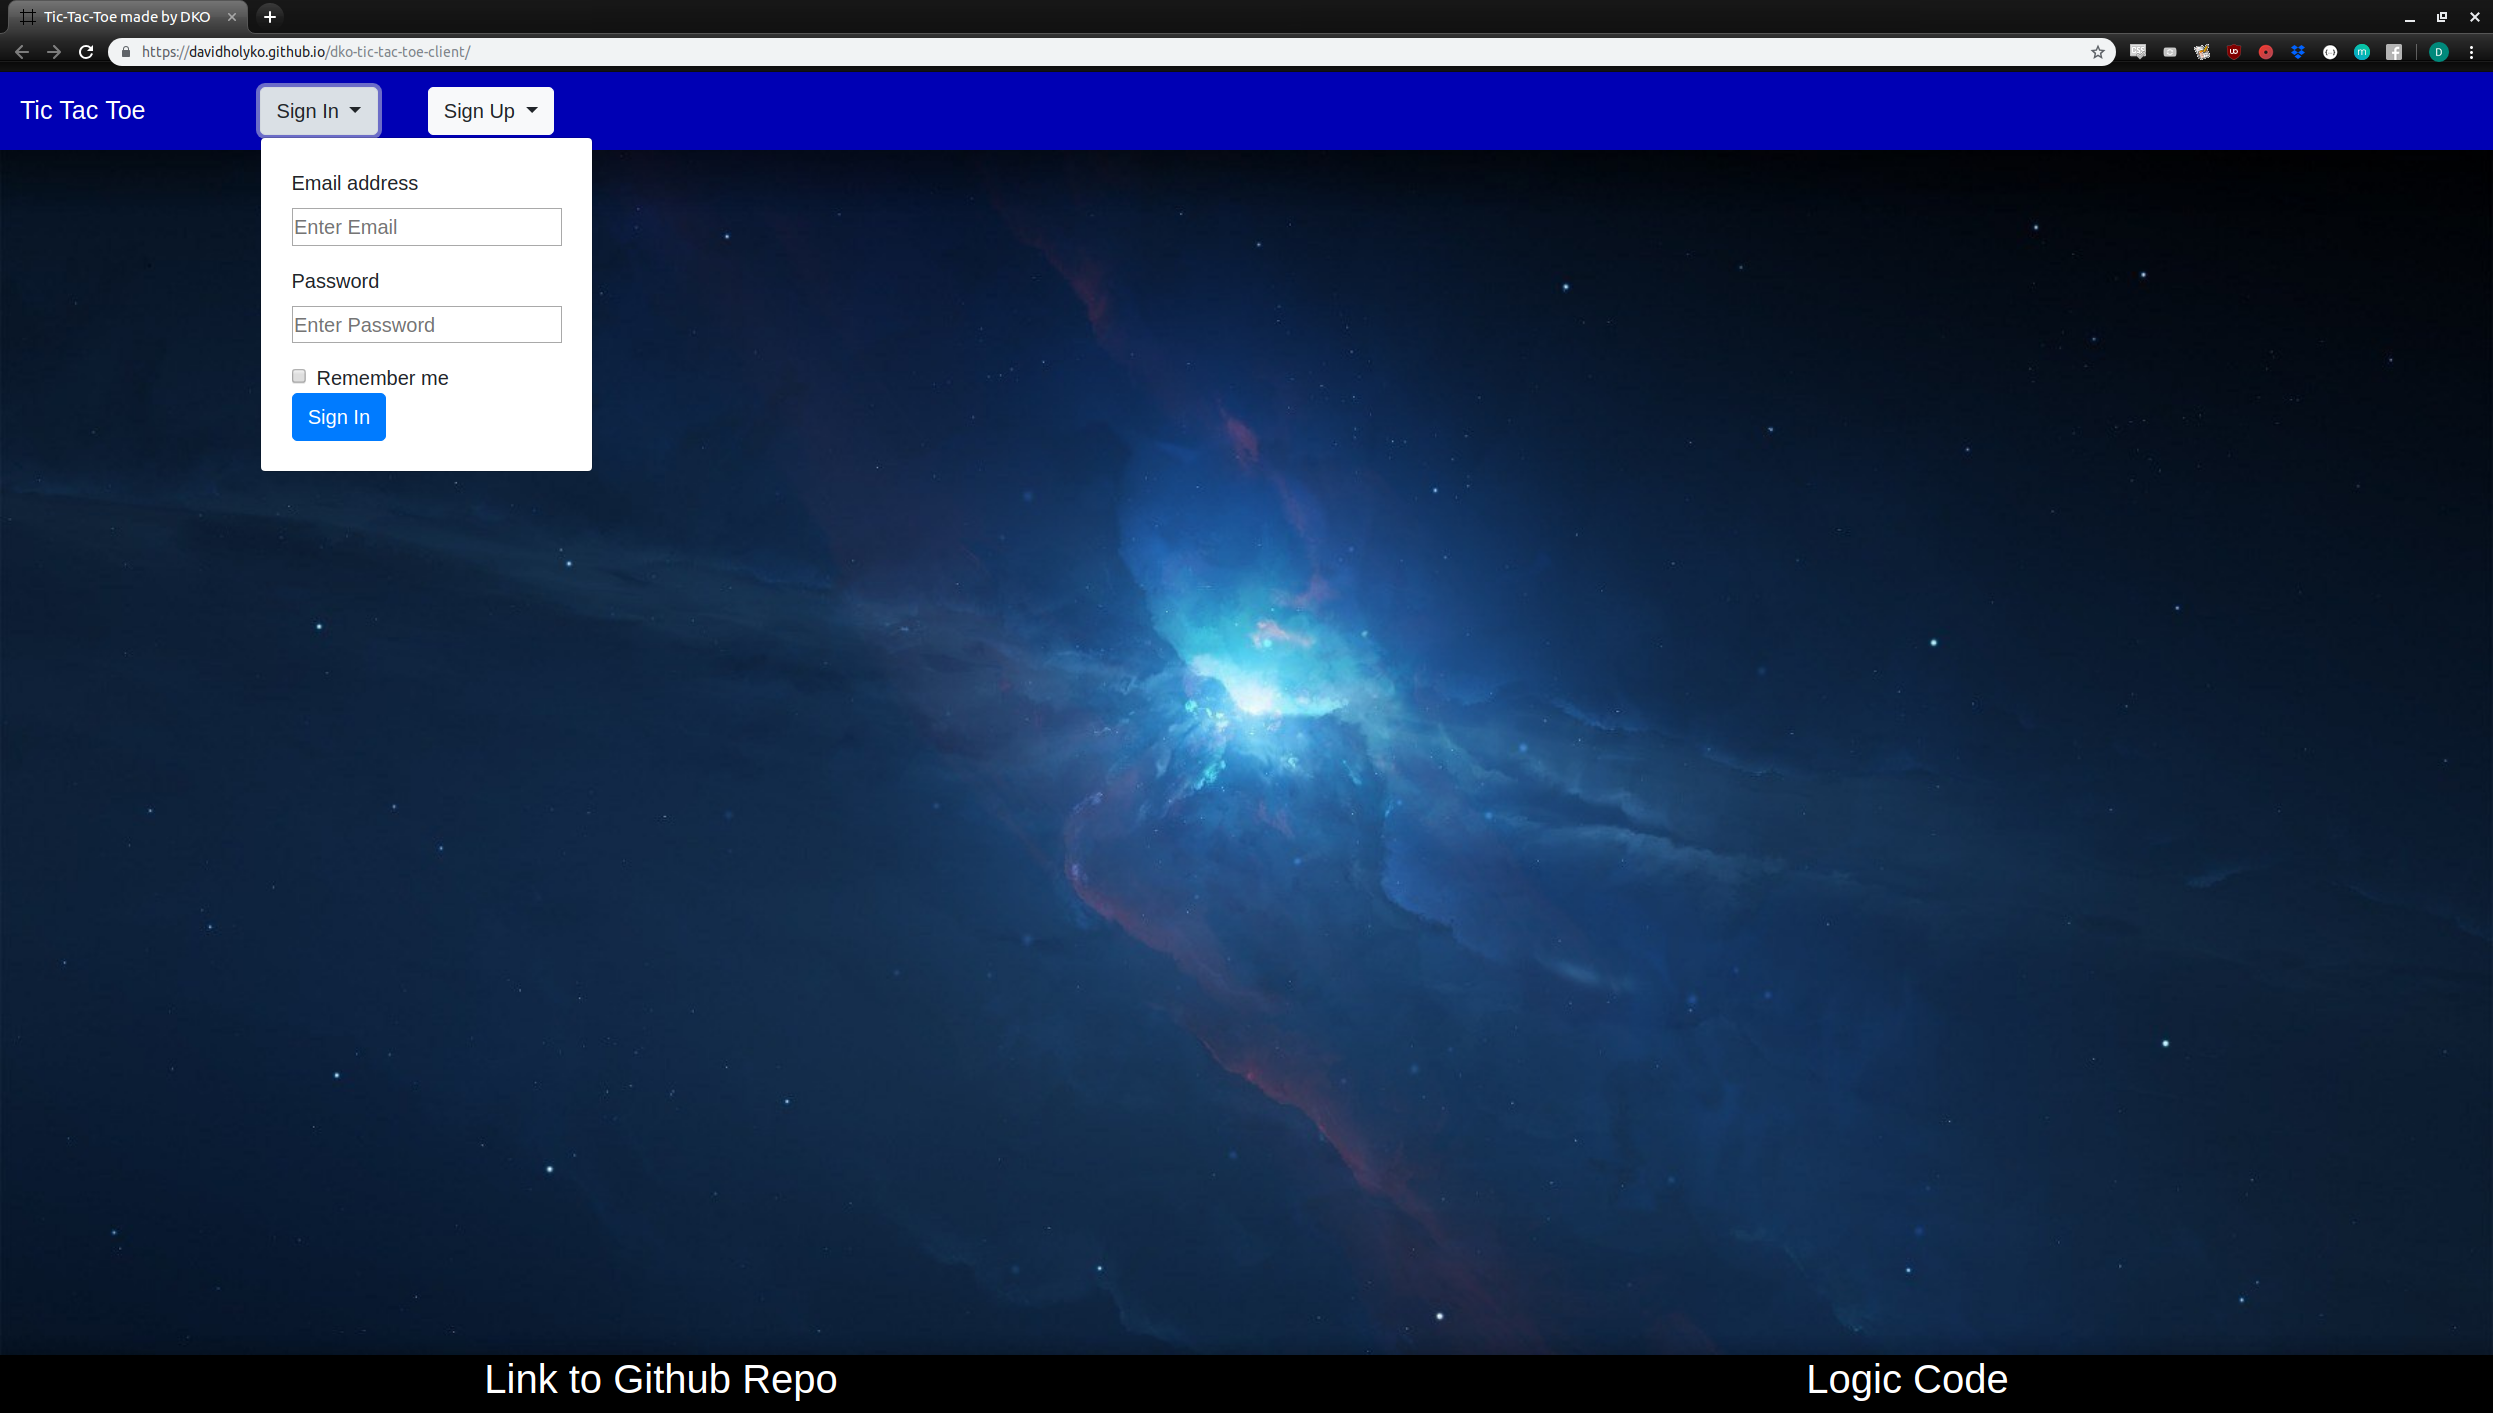 Tic-Tac-Toe made by DKO
https://davidholyko.github.io/dko-tic-tac-toe-client/
D
Tic Tac Toe
Sign In
Sign Up
Email address
Enter Email
Password
Enter Password
Remember me
Sign In
Link to Github Repo
Logic Code